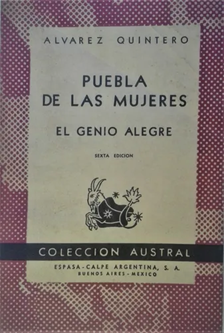 ALVAREZ QUINTERO
PUEBLA
DE LAS MUJERES
EL GENIO ALEGRE
SEXTA EDICION
COLECCION AUSTRAL
ESPASA - CALPE ARGENTINA, S. A.
BUENOS AIRES - MEXICO